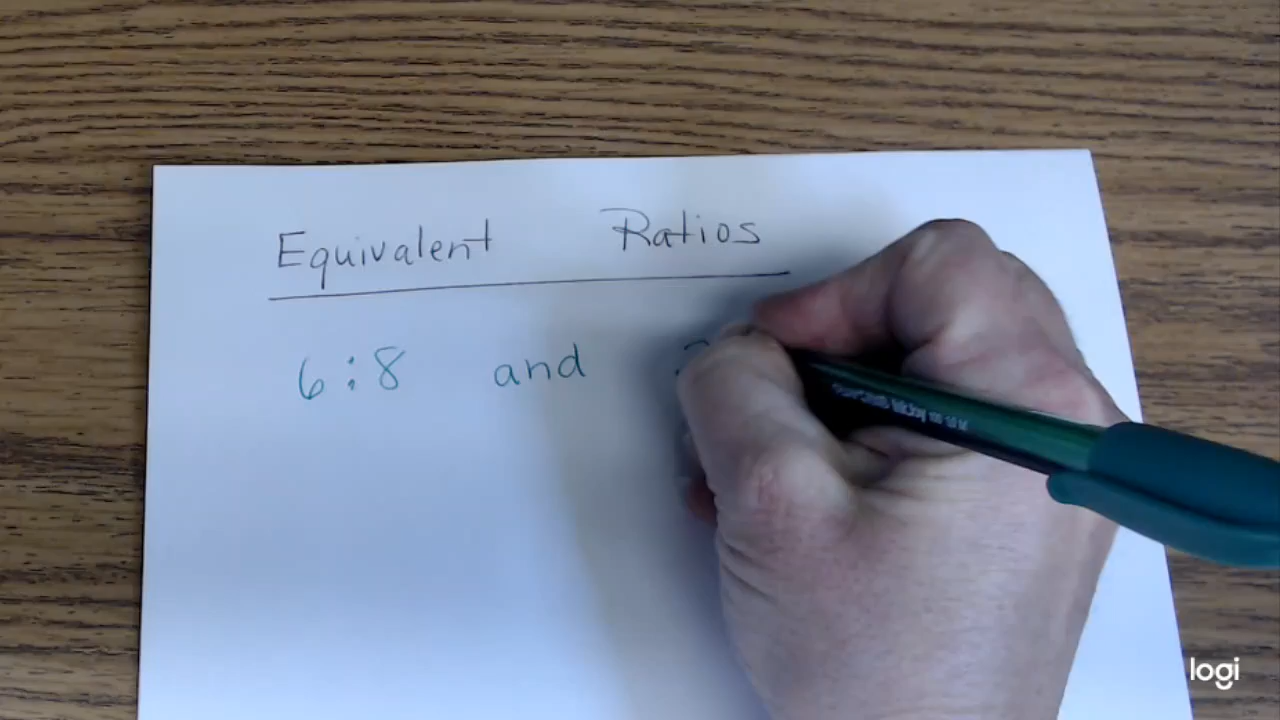 Equivalent Ratios
6:8 and
logi